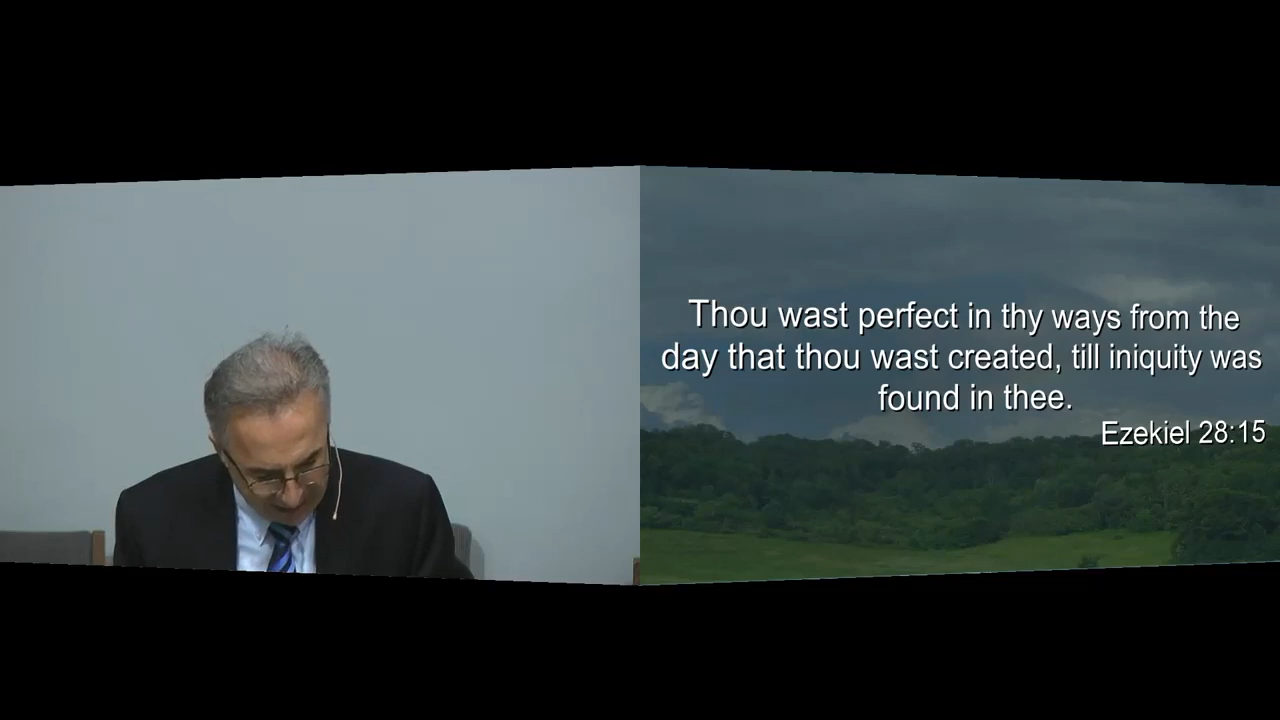 Thou wast perfect in thy ways from the
day that thou wast created, till iniquity was
found in thee.
Ezekiel 28:15